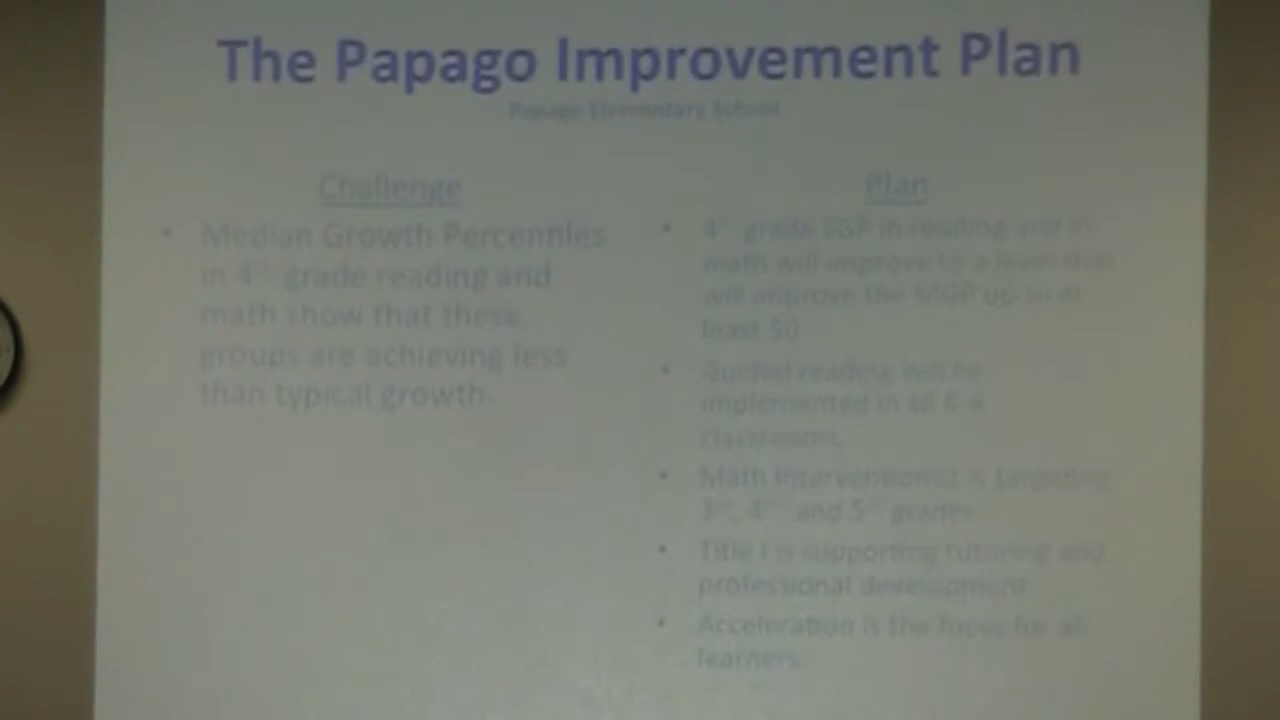 The Papago Improvement Plan
Papago Elementary School
Challenge
• Median Growth Percentiles
in 4th grade reading and
math show that these
groups are achieving less
than typical growth.
Plan
• 4th grade SGP in reading and in
math will improve to a level that
will improve the MGP up to at
least 50
• Guided reading will be
implemented in all K-4
classrooms.
• Math Interventionist is targeting
3rd, 4th and 5th grades
• Title I is supporting tutoring and
professional development
• Acceleration is the focus for all
learners